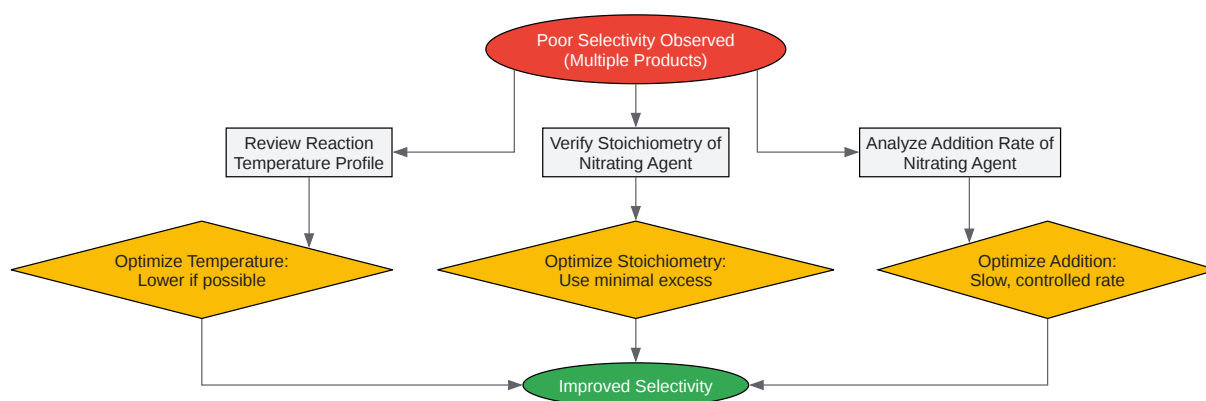 Poor Selectivity Observed
(Multiple Products)
Review Reaction
Temperature Profile
Verify Stoichiometry of
Nitrating Agent
Analyze Addition Rate of
Nitrating Agent
Optimize Temperature:
Lower if possible
Optimize Stoichiometry:
Use minimal excess
Optimize Addition:
Slow, controlled rate
Improved Selectivity